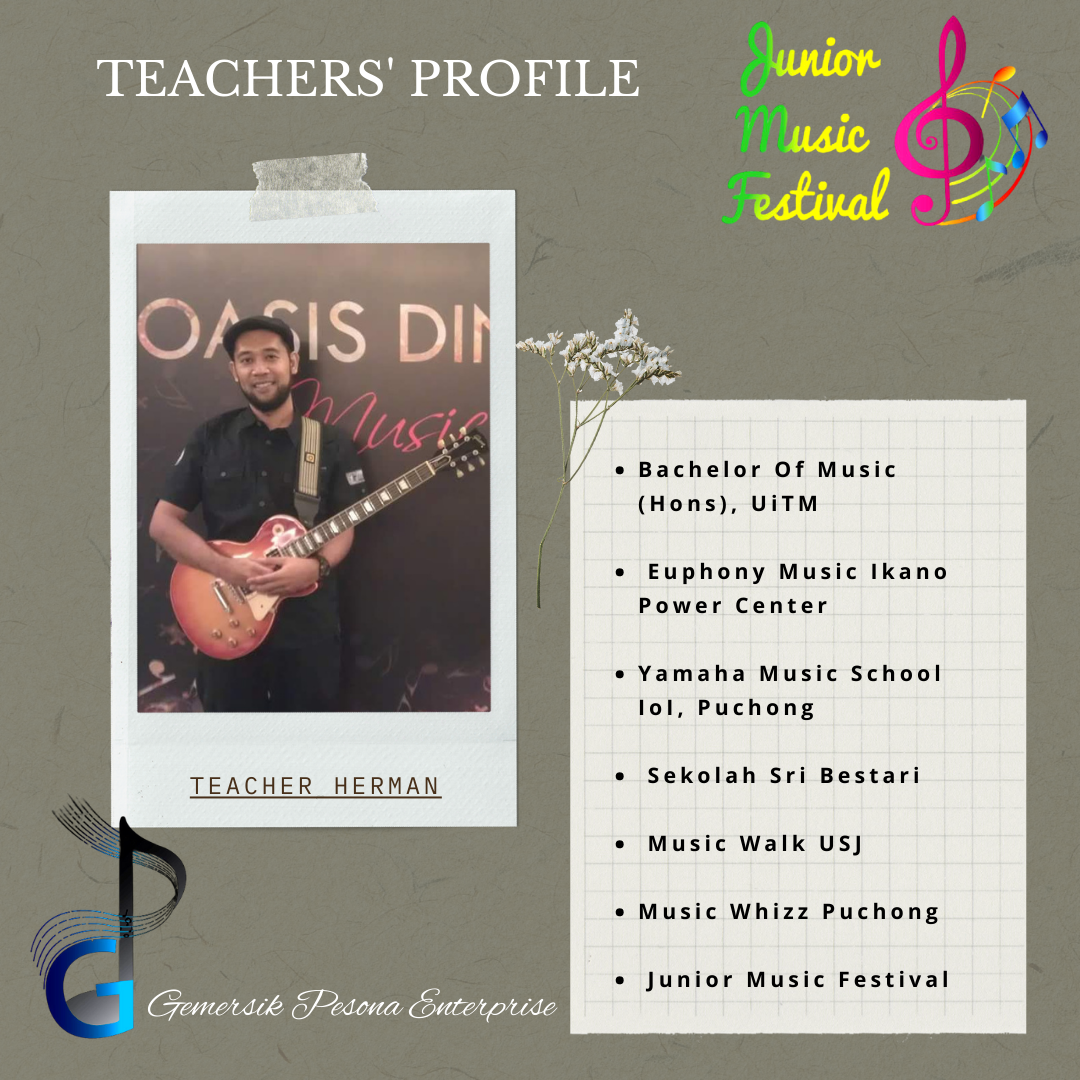 TEACHERS' PROFILE
Junior
Music
Festival
OASIS DIN
Music
TEACHER HERMAN
• Bachelor Of Music
(Hons), UiTM
• Euphony Music Ikano
Power Center
• Yamaha Music School
IoI, Puchong
• Sekolah Sri Bestari
• Music Walk USJ
• Music Whizz Puchong
• Junior Music Festival
G
Gemersik Pesona Enterprise